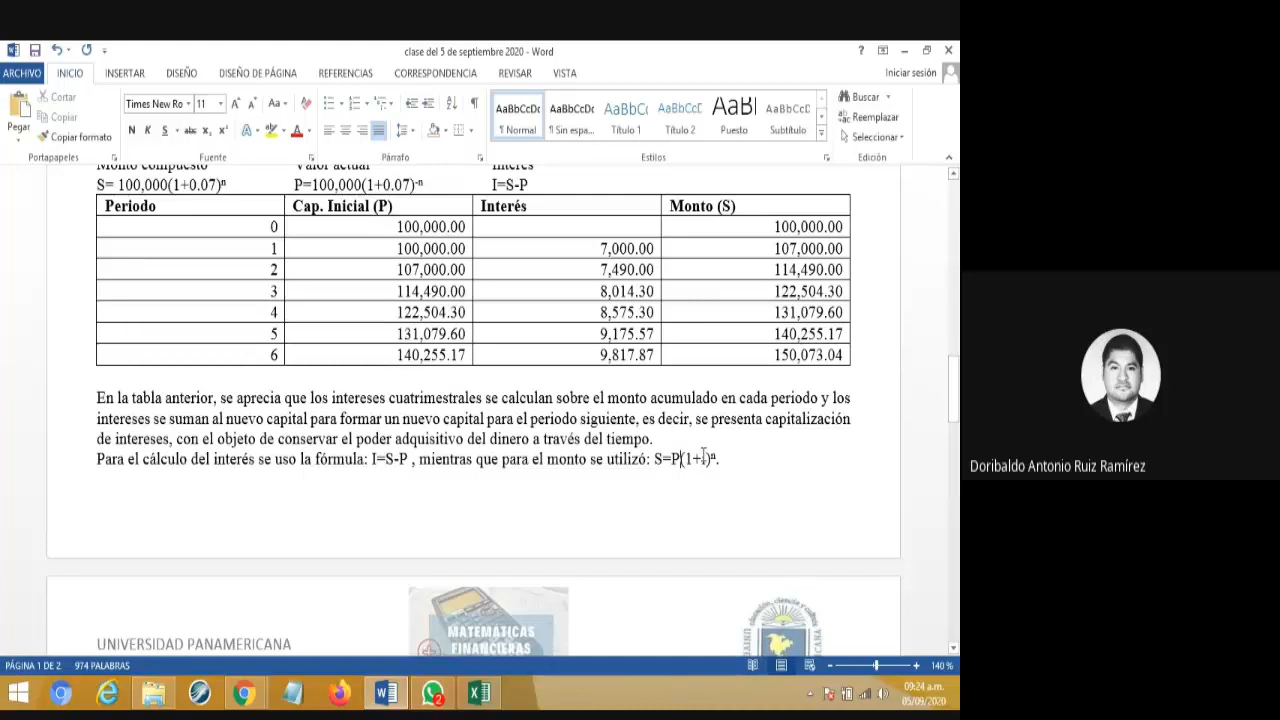 clase del 5 de septiembre 2020 - Word
ARCHIVO INICIO INSERTAR DISEÑO DISEÑO DE PÁGINA REFERENCIAS CORRESPONDENCIA REVISAR VISTA Iniciar sesión
Pegar
Cortar
Copiar
Copiar formato
Portapapeles
Times New Ro 11
N K S abc x₂ x²
Fuente
Párrafo
AaBbCcDc AaBbCcDc AaBbCc AaBbCcE AaBl AaBbCcC
¶ Normal ¶ Sin espa... Título 1 Título 2 Puesto Subtítulo
Estilos
Buscar
Reemplazar
Seleccionar
Edición
Monto compuesto Valor actual Interés
S= 100,000(1+0.07)ⁿ P=100,000(1+0.07)⁻ⁿ I=S-P
Periodo Cap. Inicial (P) Interés Monto (S)
0 100,000.00 100,000.00
1 100,000.00 7,000.00 107,000.00
2 107,000.00 7,490.00 114,490.00
3 114,490.00 8,014.30 122,504.30
4 122,504.30 8,575.30 131,079.60
5 131,079.60 9,175.57 140,255.17
6 140,255.17 9,817.87 150,073.04
En la tabla anterior, se aprecia que los intereses cuatrimestrales se calculan sobre el monto acumulado en cada periodo y los
intereses se suman al nuevo capital para formar un nuevo capital para el periodo siguiente, es decir, se presenta capitalización
de intereses, con el objeto de conservar el poder adquisitivo del dinero a través del tiempo.
Para el cálculo del interés se uso la fórmula: I=S-P , mientras que para el monto se utilizó: S=P(1+i)ⁿ.
UNIVERSIDAD PANAMERICANA
MATEMÁTICAS
FINANCIERAS
PÁGINA 1 DE 2 974 PALABRAS 140 %
09:24 a.m.
05/09/2020
Doribaldo Antonio Ruiz Ramírez